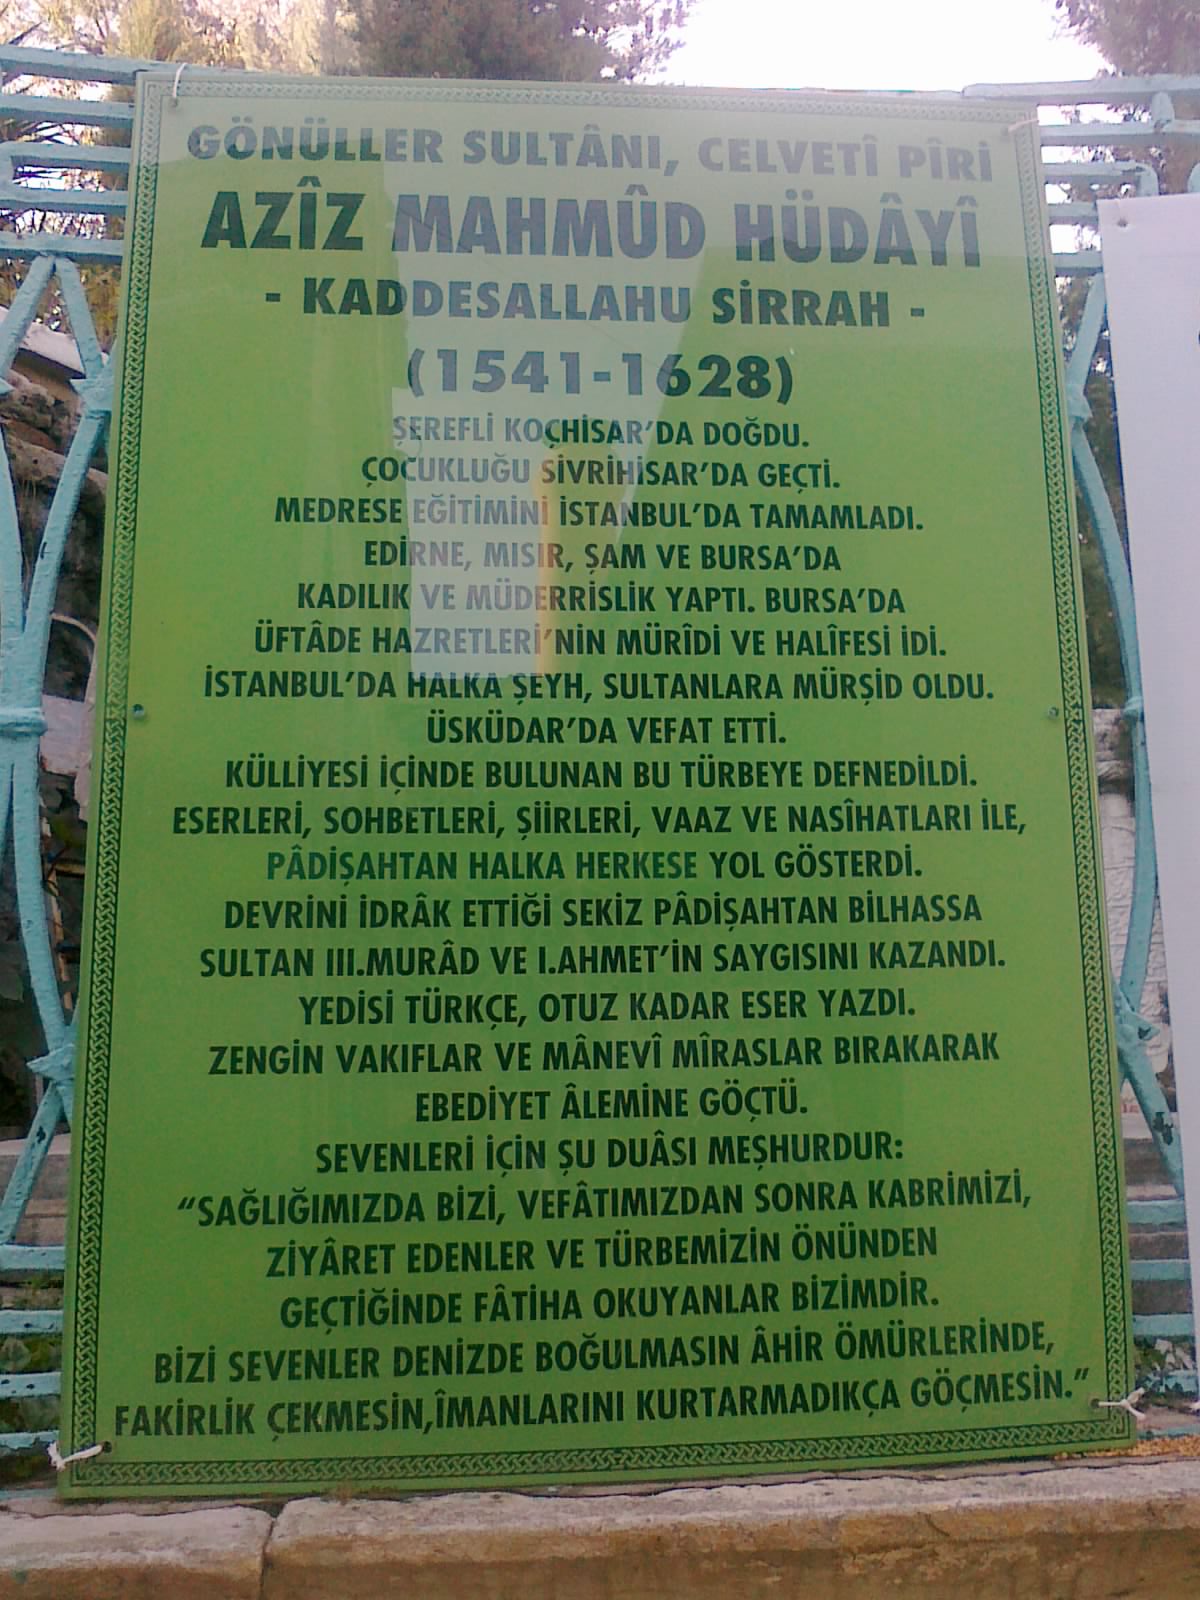 GÖNÜLLER SULTÂNI, CELVETÎ PÎRİ
AZÎZ MAHMÛD HÜDÂYÎ
- KADDESALLAHU SİRRAH -
(1541-1628)
ŞEREFLİ KOÇHİSAR'DA DOĞDU.
ÇOCUKLUĞU SİVRİHİSAR'DA GEÇTİ.
MEDRESE EĞİTİMİNİ İSTANBUL'DA TAMAMLADI.
EDİRNE, MISIR, ŞAM VE BURSA'DA
KADILIK VE MÜDERRİSLİK YAPTI. BURSA'DA
ÜFTÂDE HAZRETLERİ'NİN MÜRÎDİ VE HALÎFESİ İDİ.
İSTANBUL'DA HALKA ŞEYH, SULTANLARA MÜRŞİD OLDU.
ÜSKÜDAR'DA VEFAT ETTİ.
KÜLLİYESİ İÇİNDE BULUNAN BU TÜRBEYE DEFNEDİLDİ.
ESERLERİ, SOHBETLERİ, ŞİİRLERİ, VAAZ VE NASÎHATLARI İLE,
PÂDİŞAHTAN HALKA HERKESE YOL GÖSTERDİ.
DEVRİNİ İDRÂK ETTİĞİ SEKİZ PÂDİŞAHTAN BİLHASSA
SULTAN III.MURÂD VE I.AHMET'İN SAYGISINI KAZANDI.
YEDİSİ TÜRKÇE, OTUZ KADAR ESER YAZDI.
ZENGİN VAKIFLAR VE MÂNEVÎ MÎRASLAR BIRAKARAK
EBEDİYET ÂLEMİNE GÖÇTÜ.
SEVENLERİ İÇİN ŞU DUÂSI MEŞHURDUR:
“SAĞLIĞIMIZDA BİZİ, VEFÂTIMIZDAN SONRA KABRİMİZİ,
ZİYÂRET EDENLER VE TÜRBEMİZİN ÖNÜNDEN
GEÇTİĞİNDE FÂTİHA OKUYANLAR BİZİMDİR.
BİZİ SEVENLER DENİZDE BOĞULMASIN ÂHİR ÖMÜRLERİNDE,
FAKİRLİK ÇEKMESİN,ÎMANLARINI KURTARMADIKÇA GÖÇMESİN.”